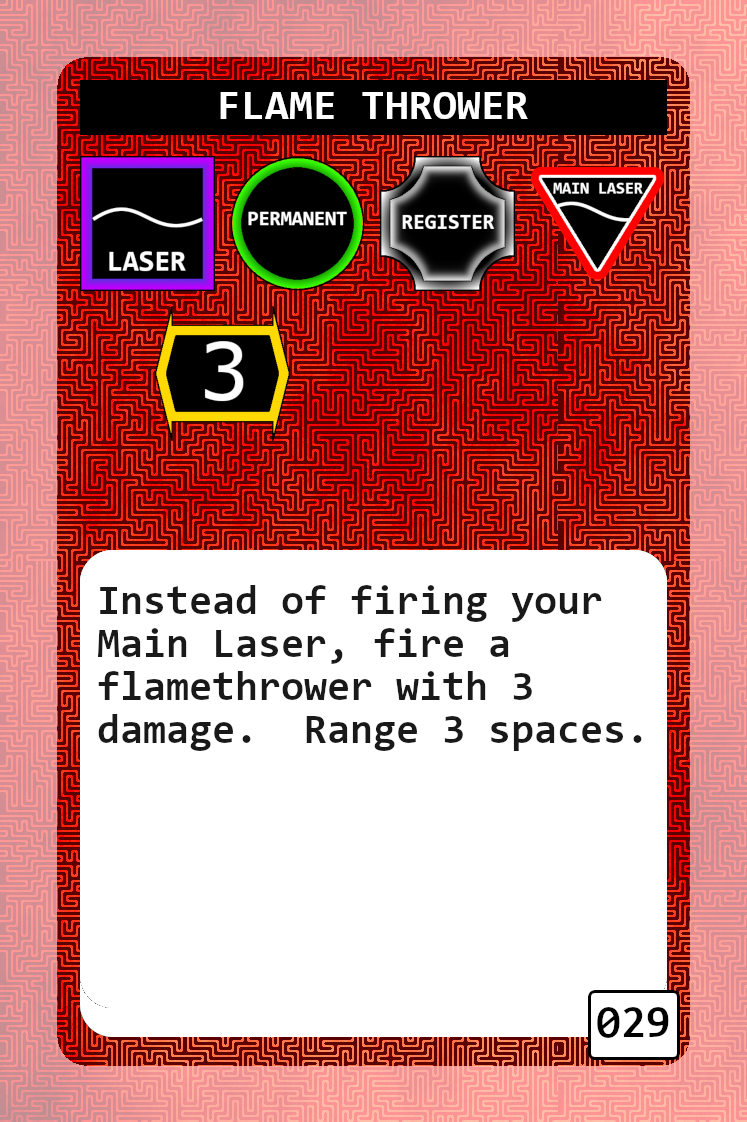 FLAME THROWER
LASER
PERMANENT
REGISTER
MAIN LASER
3
Instead of firing your
Main Laser, fire a
flamethrower with 3
damage.  Range 3 spaces.
029